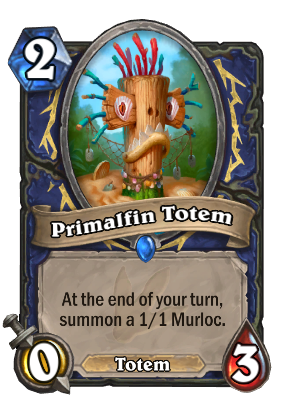 2
Primalfin Totem
At the end of your turn,
summon a 1/1 Murloc.
0
Totem
3